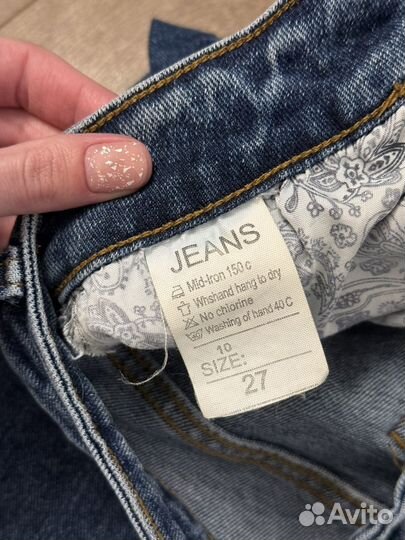 JEANS
Mid-Iron 150 c
Whshand hang to dry
No chlorine
Washing of hand 40 C
10
SIZE:
27
Avito